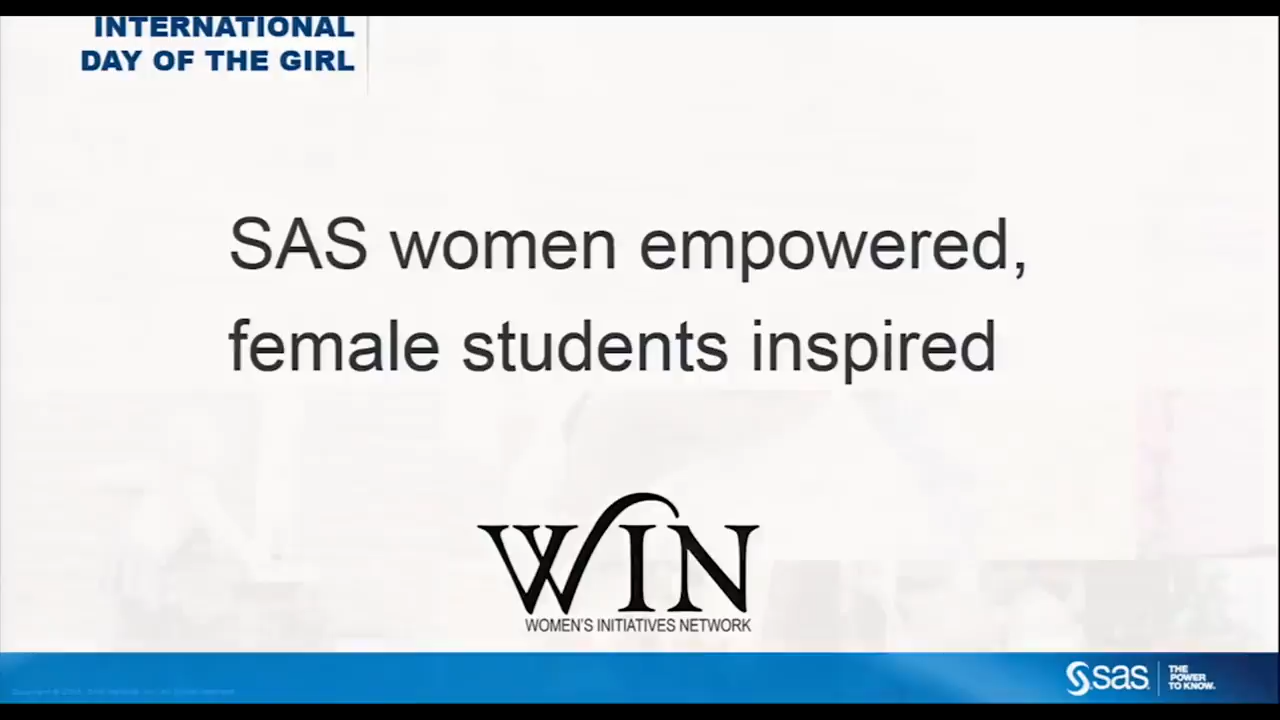 INTERNATIONAL
DAY OF THE GIRL
SAS women empowered,
female students inspired
WIN
WOMEN'S INITIATIVES NETWORK
sas
THE
POWER
TO KNOW.